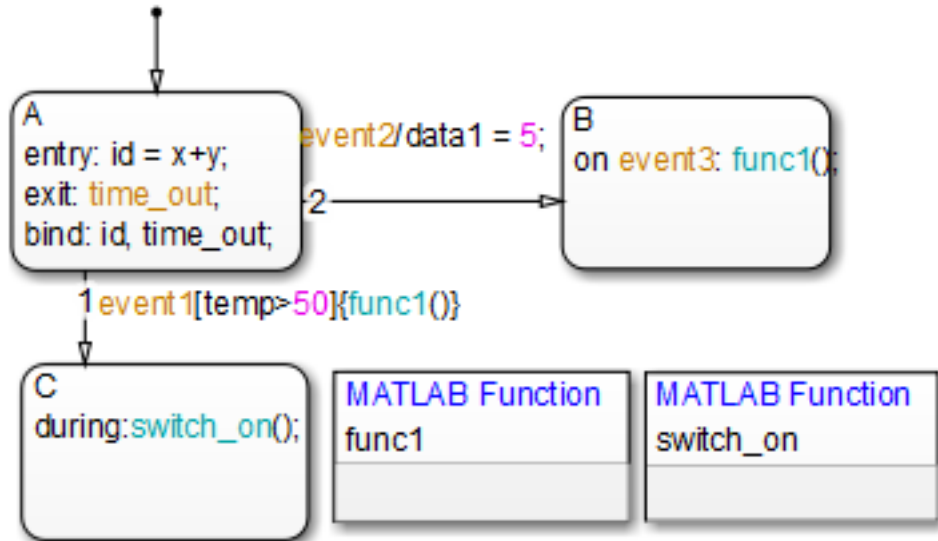 A
entry: id = x+y;
exit: time_out;
bind: id, time_out;
event2/data1 = 5;
2
B
on event3: func1();
1 event1[temp>50]{func1()}
C
during:switch_on();
MATLAB Function
func1
MATLAB Function
switch_on